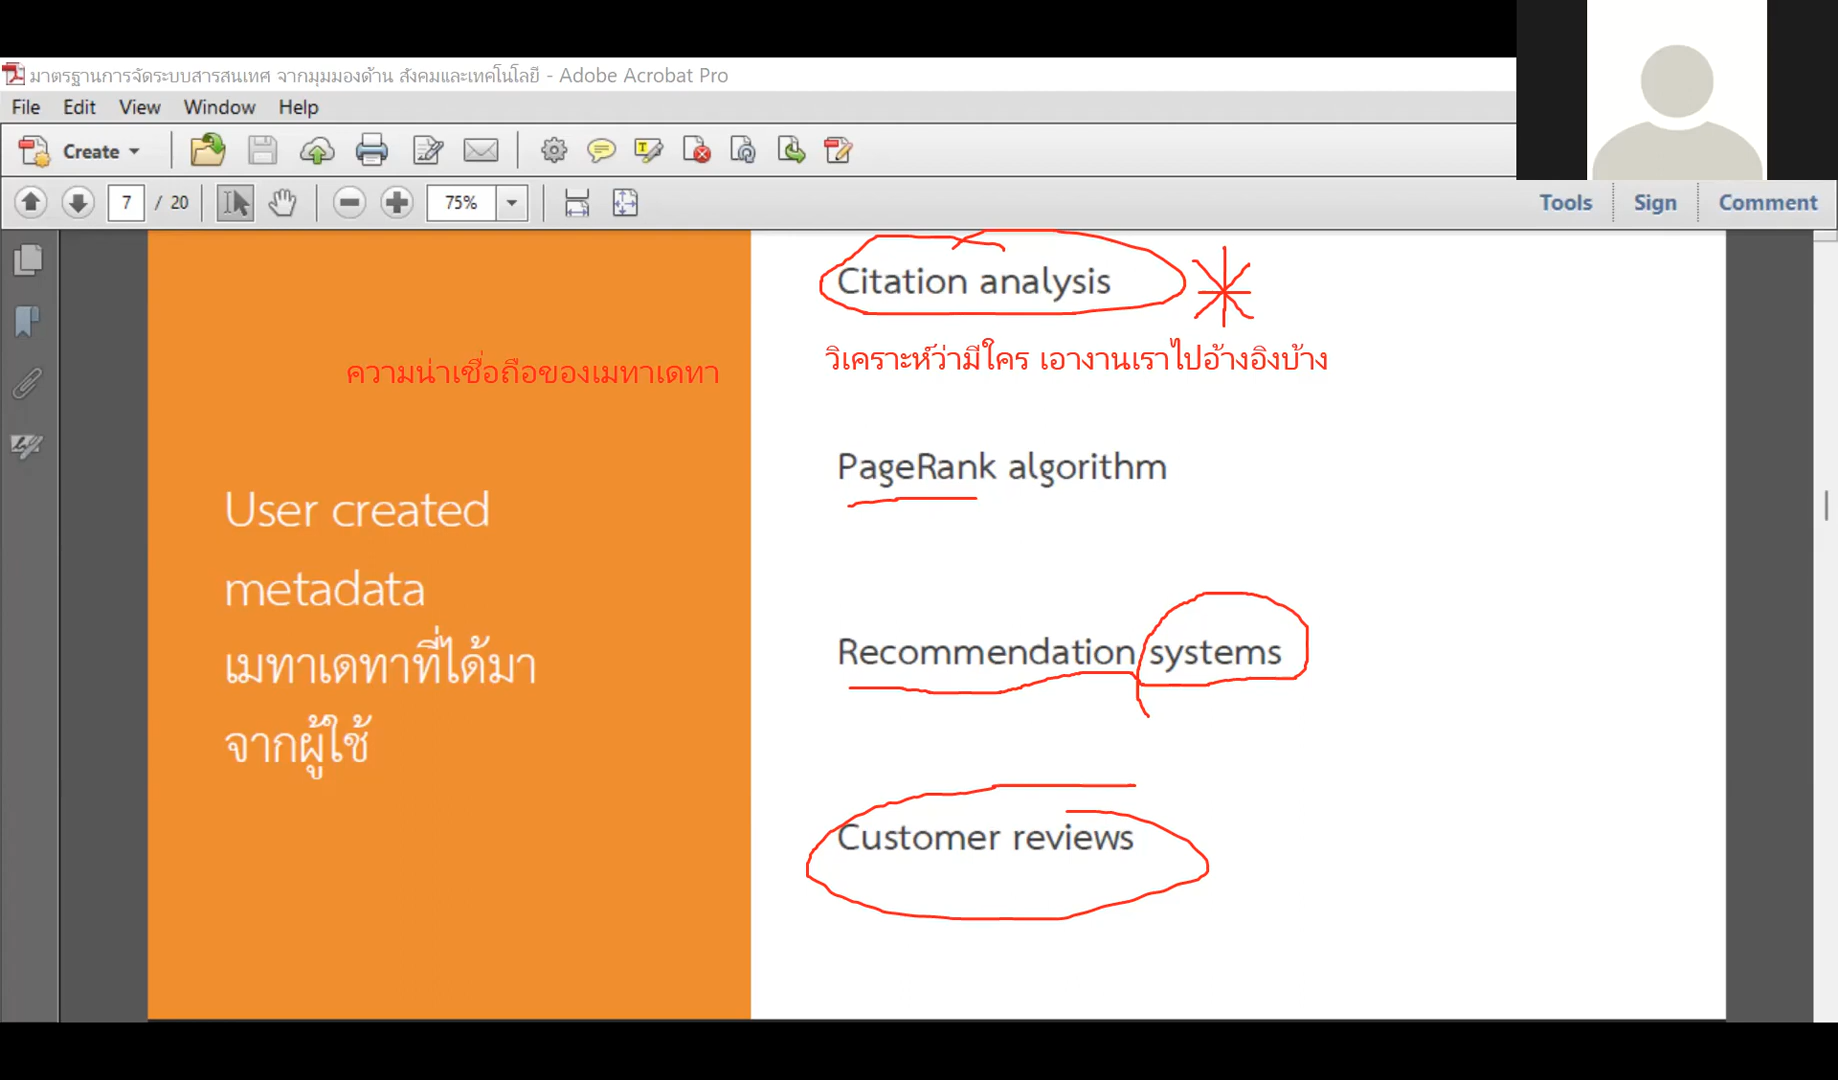 มาตรฐานการจัดระบบสารสนเทศ จากมุมมองด้าน สังคมและเทคโนโลยี - Adobe Acrobat Pro
File Edit View Window Help
Create
7 / 20 75% Tools Sign Comment
Citation analysis
ความน่าเชื่อถือของเมทาเดทา
วิเคราะห์ว่ามีใคร เอางานเราไปอ้างอิงบ้าง
PageRank algorithm
User created
metadata
เมทาเดทาที่ได้มา
จากผู้ใช้
Recommendation systems
Customer reviews